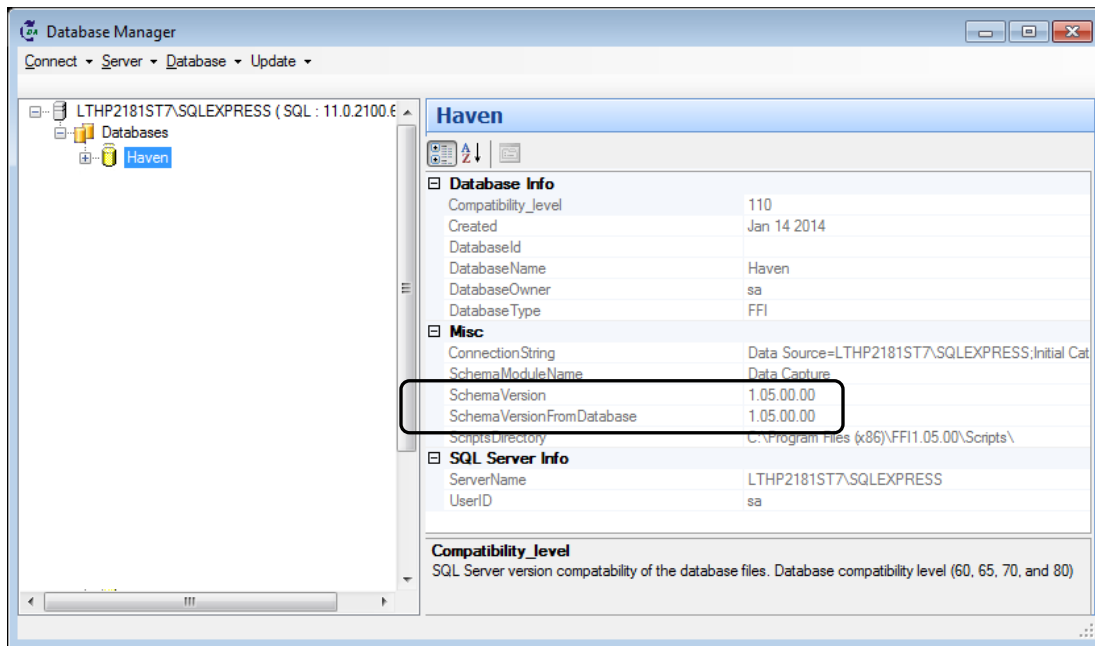 Database Manager
Connect Server Database Update
LTHP2181ST7\SQLEXPRESS ( SQL : 11.0.2100.6
Databases
Haven
Haven
Database Info
Compatibility_level 110
Created Jan 14 2014
DatabaseId
DatabaseName Haven
DatabaseOwner sa
DatabaseType FFI
Misc
ConnectionString Data Source=LTHP2181ST7\SQLEXPRESS;Initial Cat
SchemaModuleName Data Capture
SchemaVersion 1.05.00.00
SchemaVersionFromDatabase 1.05.00.00
ScriptsDirectory C:\Program Files (x86)\FFI1.05.00\Scripts\
SQL Server Info
ServerName LTHP2181ST7\SQLEXPRESS
UserID sa
Compatibility_level
SQL Server version compatability of the database files. Database compatibility level (60, 65, 70, and 80)